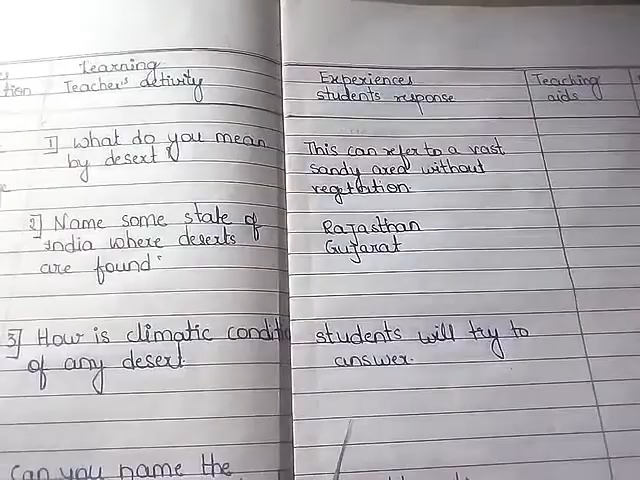 Learning
tion Teacher's activity
Experiences
students response
Teaching
aids
1] What do you mean
by desert
This can refer to a vast
sandy area without
2] Name some state of
India where deserts
are found
Rajasthan
Gujarat
3] How is climatic conditi
of any desert.
students will try to
answer.
Can you name the